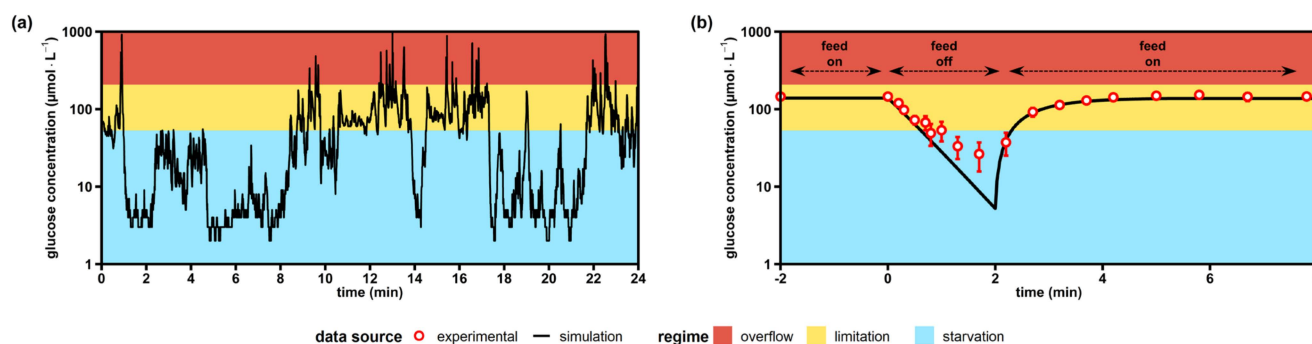 (a)
glucose concentration (µmol · L⁻¹)
1000
100
10
1
0 2 4 6 8 10 12 14 16 18 20 22 24
time (min)
(b)
glucose concentration (µmol · L⁻¹)
1000
100
10
1
feed
on
feed
off
feed
on
-2 0 2 4 6
time (min)
data source experimental simulation regime overflow limitation starvation